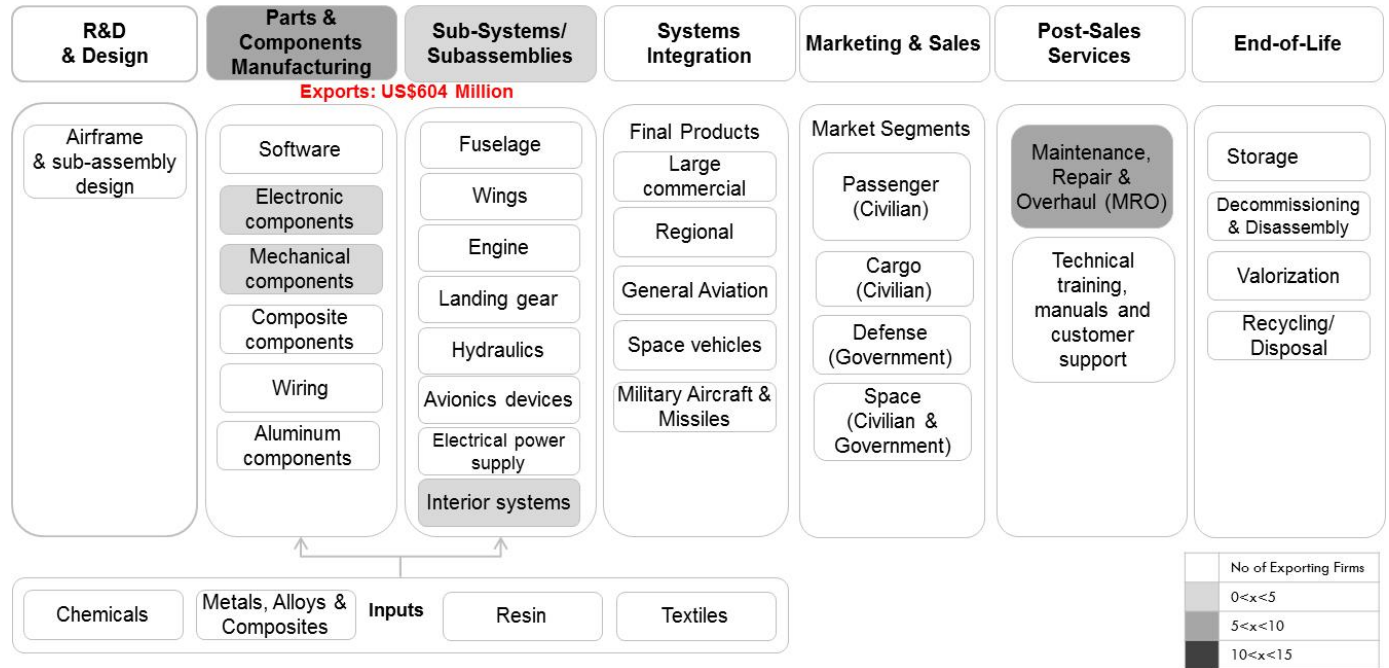 R&D
& Design
Parts &
Components
Manufacturing
Sub-Systems/
Subassemblies
Systems
Integration
Marketing & Sales
Post-Sales
Services
End-of-Life
Exports: US$604 Million
Airframe
& sub-assembly
design
Software
Electronic
components
Mechanical
components
Composite
components
Wiring
Aluminum
components
Fuselage
Wings
Engine
Landing gear
Hydraulics
Avionics devices
Electrical power
supply
Interior systems
Final Products
Large
commercial
Regional
General Aviation
Space vehicles
Military Aircraft &
Missiles
Market Segments
Passenger
(Civilian)
Cargo
(Civilian)
Defense
(Government)
Space
(Civilian &
Government)
Maintenance,
Repair &
Overhaul (MRO)
Technical
training,
manuals and
customer
support
Storage
Decommissioning
& Disassembly
Valorization
Recycling/
Disposal
Chemicals
Metals, Alloys &
Composites
Inputs
Resin
Textiles
No of Exporting Firms
0<x<5
5<x<10
10<x<15